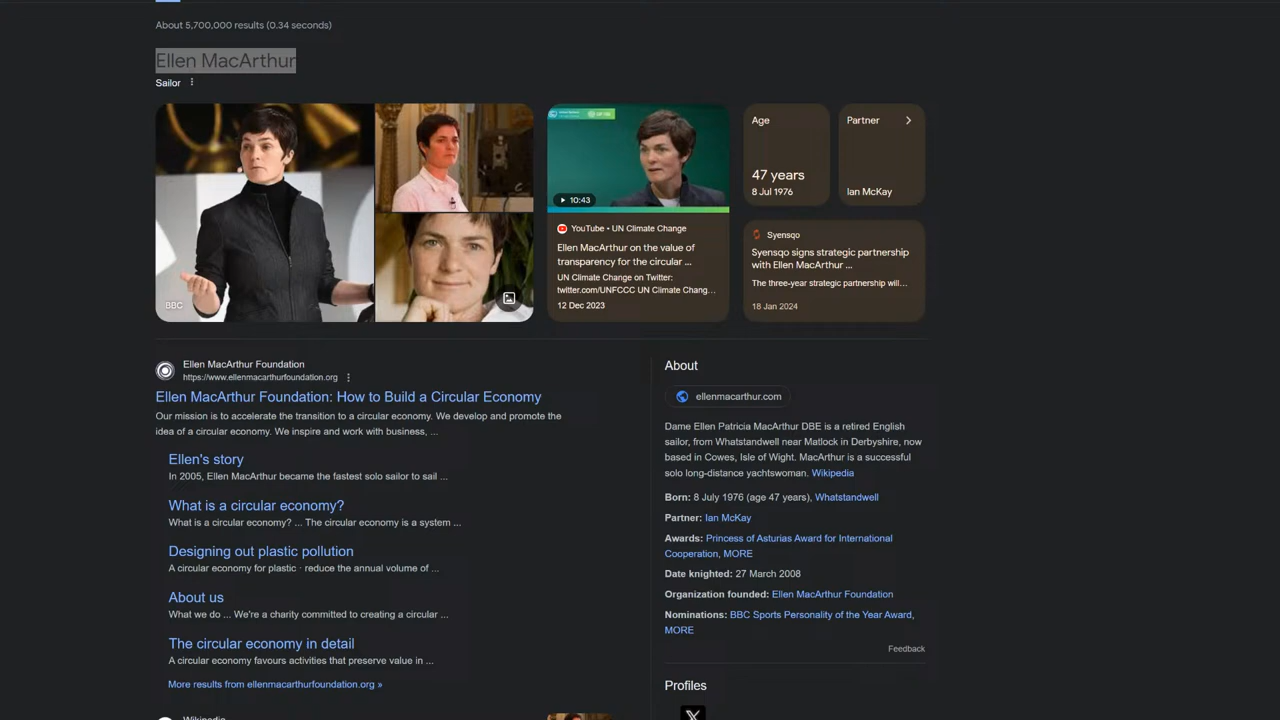 About 5,700,000 results (0.34 seconds)
Ellen MacArthur
Sailor
BBC
10:43
YouTube • UN Climate Change
Ellen MacArthur on the value of
transparency for the circular ...
UN Climate Change on Twitter:
twitter.com/UNFCCC UN Climate Chang...
12 Dec 2023
Age
47 years
8 Jul 1976
Partner
Ian McKay
Syensqo
Syensqo signs strategic partnership
with Ellen MacArthur ...
The three-year strategic partnership will...
18 Jan 2024
Ellen MacArthur Foundation
https://www.ellenmacarthurfoundation.org
Ellen MacArthur Foundation: How to Build a Circular Economy
Our mission is to accelerate the transition to a circular economy. We develop and promote the
idea of a circular economy. We inspire and work with business, ...
Ellen's story
In 2005, Ellen MacArthur became the fastest solo sailor to sail ...
What is a circular economy?
What is a circular economy? ... The circular economy is a system ...
Designing out plastic pollution
A circular economy for plastic · reduce the annual volume of ...
About us
What we do ... We're a charity committed to creating a circular ...
The circular economy in detail
A circular economy favours activities that preserve value in ...
More results from ellenmacarthurfoundation.org »
Wikipedia
About
ellenmacarthur.com
Dame Ellen Patricia MacArthur DBE is a retired English
sailor, from Whatstandwell near Matlock in Derbyshire, now
based in Cowes, Isle of Wight. MacArthur is a successful
solo long-distance yachtswoman. Wikipedia
Born: 8 July 1976 (age 47 years), Whatstandwell
Partner: Ian McKay
Awards: Princess of Asturias Award for International
Cooperation, MORE
Date knighted: 27 March 2008
Organization founded: Ellen MacArthur Foundation
Nominations: BBC Sports Personality of the Year Award,
MORE
Feedback
Profiles